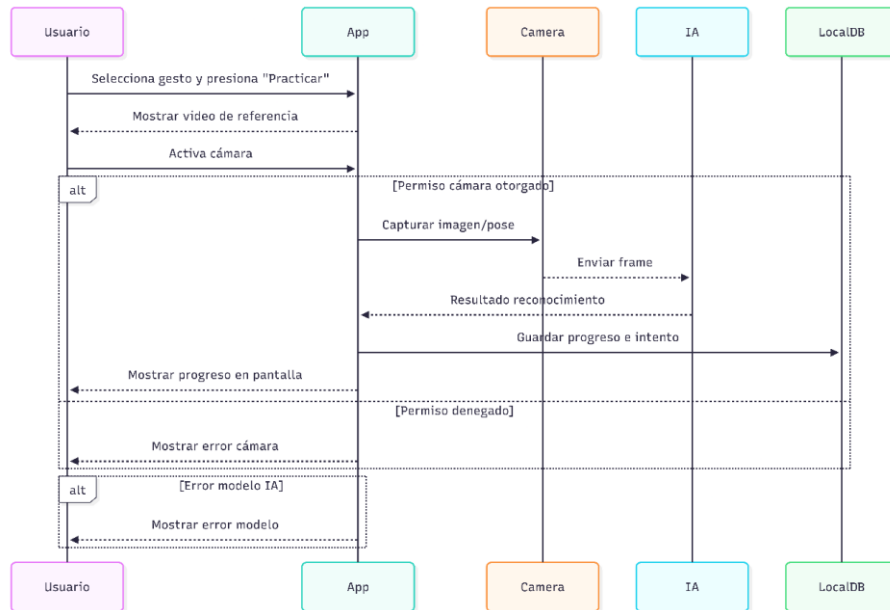 Usuario
App
Camera
IA
LocalDB
Selecciona gesto y presiona "Practicar"
Mostrar video de referencia
Activa cámara
alt
[Permiso cámara otorgado]
Capturar imagen/pose
Enviar frame
Resultado reconocimiento
Guardar progreso e intento
Mostrar progreso en pantalla
[Permiso denegado]
Mostrar error cámara
alt
[Error modelo IA]
Mostrar error modelo
Usuario
App
Camera
IA
LocalDB